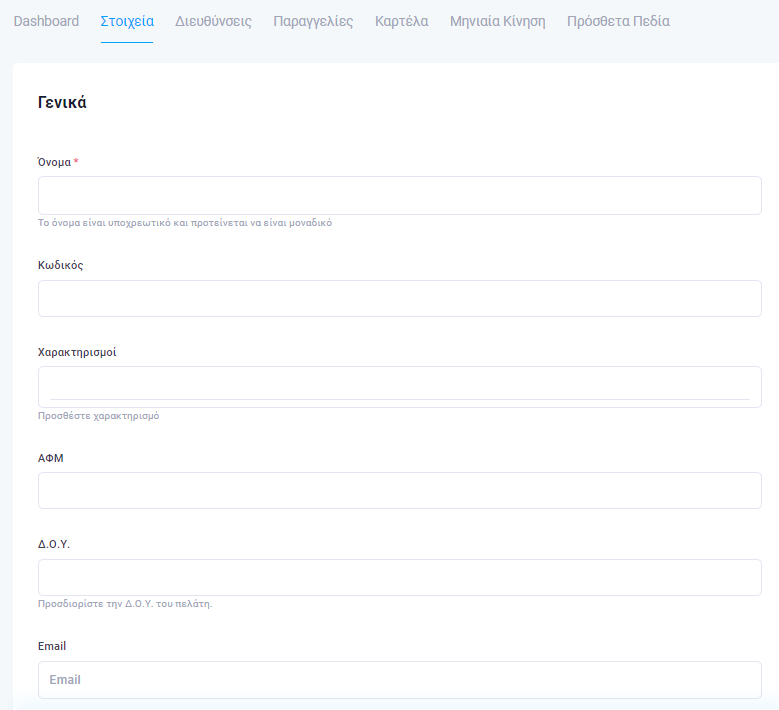 Dashboard Στοιχεία Διευθύνσεις Παραγγελίες Καρτέλα Μηνιαία Κίνηση Πρόσθετα Πεδία
Γενικά
Όνομα *
Το όνομα είναι υποχρεωτικό και προτείνεται να είναι μοναδικό
Κωδικός
Χαρακτηρισμοί
Προσθέστε χαρακτηρισμό
ΑΦΜ
Δ.Ο.Υ.
Προσδιορίστε την Δ.Ο.Υ. του πελάτη.
Email
Email